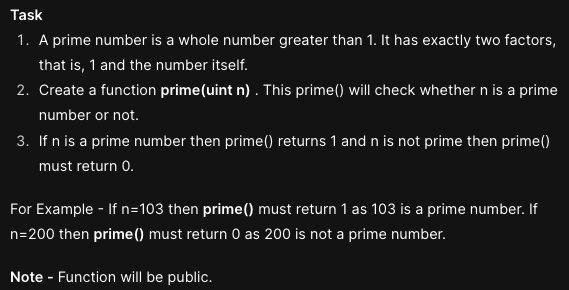 Task
1. A prime number is a whole number greater than 1. It has exactly two factors,
that is, 1 and the number itself.
2. Create a function prime(uint n) . This prime() will check whether n is a prime
number or not.
3. If n is a prime number then prime() returns 1 and n is not prime then prime()
must return 0.
For Example - If n=103 then prime() must return 1 as 103 is a prime number. If
n=200 then prime() must return 0 as 200 is not a prime number.
Note - Function will be public.